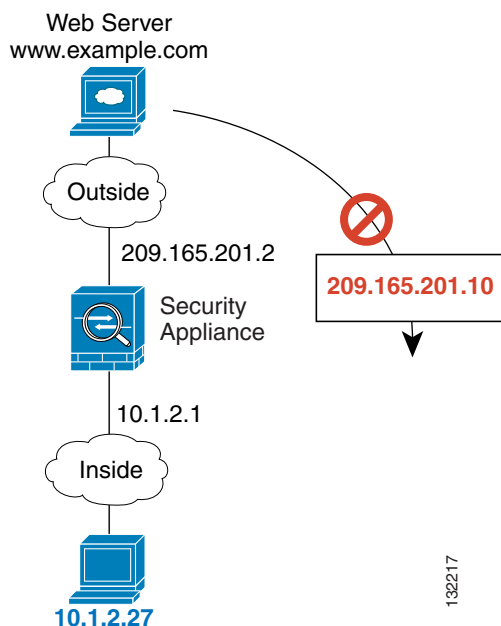 Web Server
www.example.com
Outside
209.165.201.2
209.165.201.10
Security
Appliance
10.1.2.1
Inside
10.1.2.27
132217